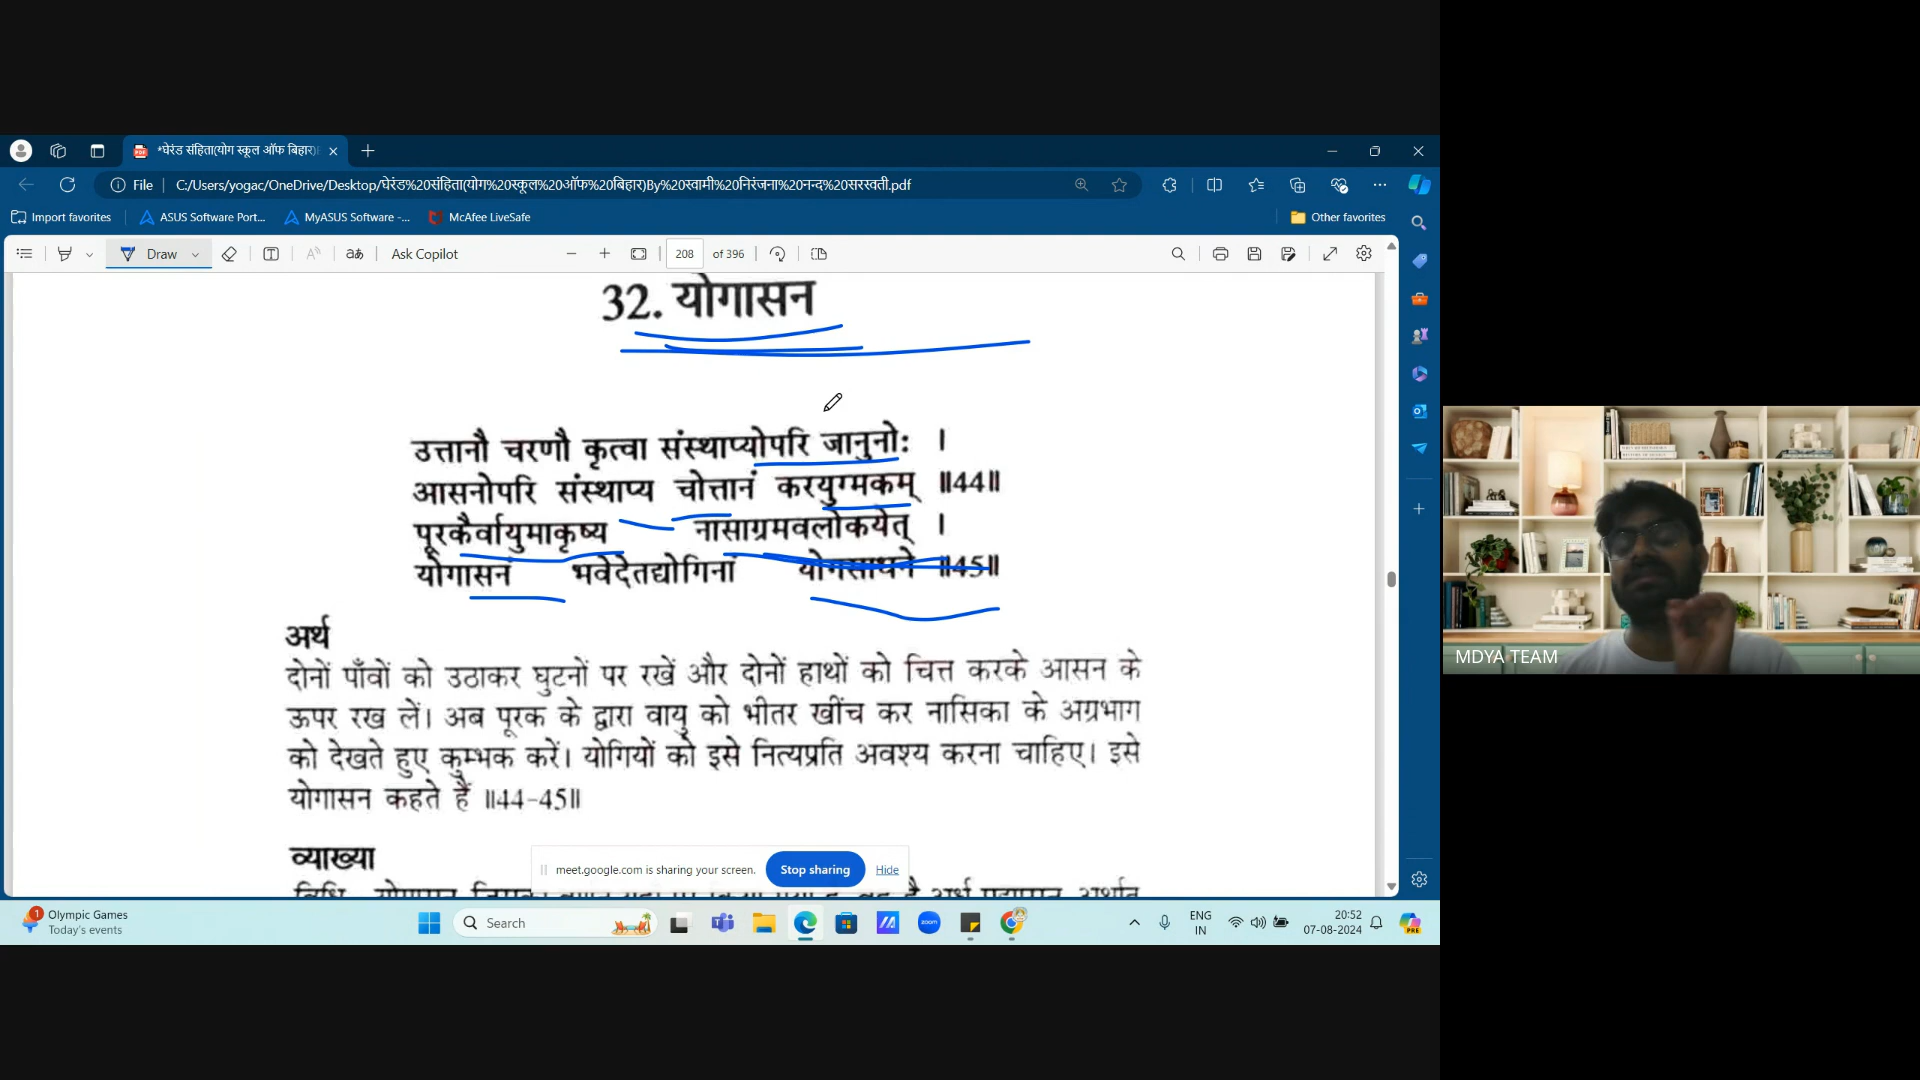 *घेरंड संहिता(योग स्कूल ऑफ बिहार)
File C:/Users/yogac/OneDrive/Desktop/घेरंड%20संहिता(योग%20स्कूल%20ऑफ%20बिहार)By%20स्वामी%20निरंजना%20नन्द%20सरस्वती.pdf
Import favorites ASUS Software Port... MyASUS Software -... McAfee LiveSafe Other favorites
Draw Ask Copilot 208 of 396
32. योगासन
उत्तानौ चरणौ कृत्वा संस्थाप्योपरि जानुनोः ।
आसनोपरि संस्थाप्य चोत्तानं करयुग्मकम् ॥44॥
पूरकैर्वायुमाकृष्य नासाग्रमवलोकयेत् ।
योगासनं भवेदेतद्योगिनां योगसाधने ॥45॥
अर्थ
दोनों पाँवों को उठाकर घुटनों पर रखें और दोनों हाथों को चित्त करके आसन के
ऊपर रख लें। अब पूरक के द्वारा वायु को भीतर खींच कर नासिका के अग्रभाग
को देखते हुए कुम्भक करें। योगियों को इसे नित्यप्रति अवश्य करना चाहिए। इसे
योगासन कहते हैं ॥44-45॥
व्याख्या
meet.google.com is sharing your screen. Stop sharing Hide
MDYA TEAM
1 Olympic Games
Today's events
Search
zoom
ENG
IN
20:52
07-08-2024
PRE